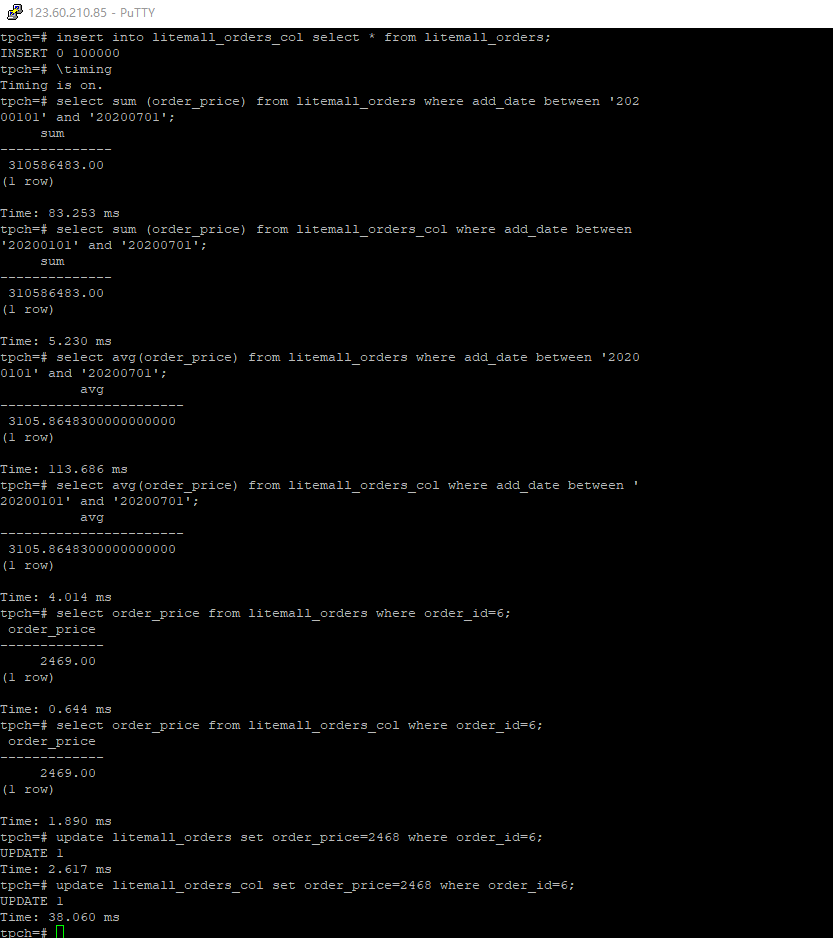 123.60.210.85 - PuTTY
tpch=# insert into litemall_orders_col select * from litemall_orders;
INSERT 0 100000
tpch=# \timing
Timing is on.
tpch=# select sum (order_price) from litemall_orders where add_date between '202
00101' and '20200701';
     sum
--------------
 310586483.00
(1 row)

Time: 83.253 ms
tpch=# select sum (order_price) from litemall_orders_col where add_date between
'20200101' and '20200701';
     sum
--------------
 310586483.00
(1 row)

Time: 5.230 ms
tpch=# select avg(order_price) from litemall_orders where add_date between '2020
0101' and '20200701';
          avg
-----------------------
 3105.8648300000000000
(1 row)

Time: 113.686 ms
tpch=# select avg(order_price) from litemall_orders_col where add_date between '
20200101' and '20200701';
          avg
-----------------------
 3105.8648300000000000
(1 row)

Time: 4.014 ms
tpch=# select order_price from litemall_orders where order_id=6;
 order_price
-------------
     2469.00
(1 row)

Time: 0.644 ms
tpch=# select order_price from litemall_orders_col where order_id=6;
 order_price
-------------
     2469.00
(1 row)

Time: 1.890 ms
tpch=# update litemall_orders set order_price=2468 where order_id=6;
UPDATE 1
Time: 2.617 ms
tpch=# update litemall_orders_col set order_price=2468 where order_id=6;
UPDATE 1
Time: 38.060 ms
tpch=#